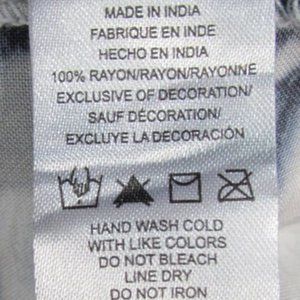 MADE IN INDIA
FABRIQUE EN INDE
HECHO EN INDIA
100% RAYON/RAYON/RAYONNE
EXCLUSIVE OF DECORATION/
SAUF DÉCORATION/
EXCLUYE LA DECORACIÓN
HAND WASH COLD
WITH LIKE COLORS
DO NOT BLEACH
LINE DRY
DO NOT IRON